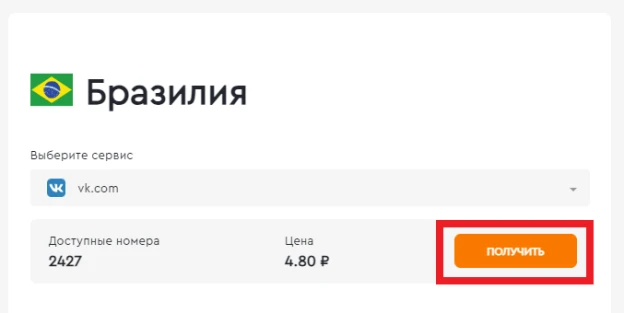 Бразилия
Выберите сервис
vk.com
Доступные номера Цена
2427 4.80 ₽ ПОЛУЧИТЬ